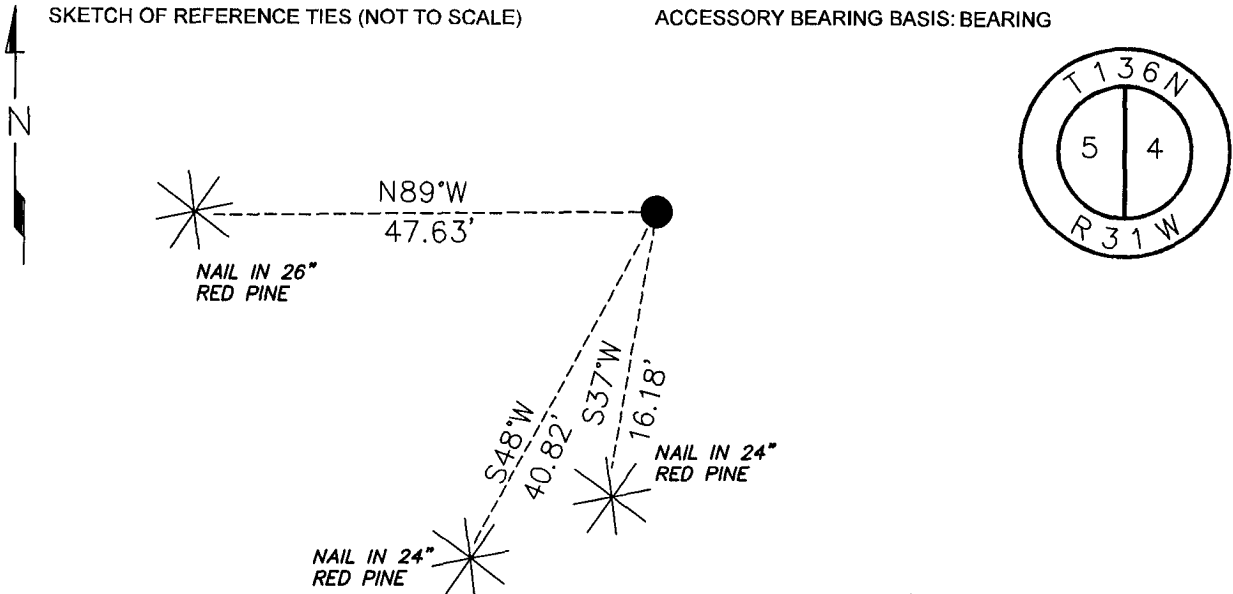 SKETCH OF REFERENCE TIES (NOT TO SCALE)
ACCESSORY BEARING BASIS: BEARING
N
T136N
5 4
R31W
N89°W
47.63'
NAIL IN 26"
RED PINE
S48°W
40.82'
S37°W
16.18'
NAIL IN 24"
RED PINE
NAIL IN 24"
RED PINE